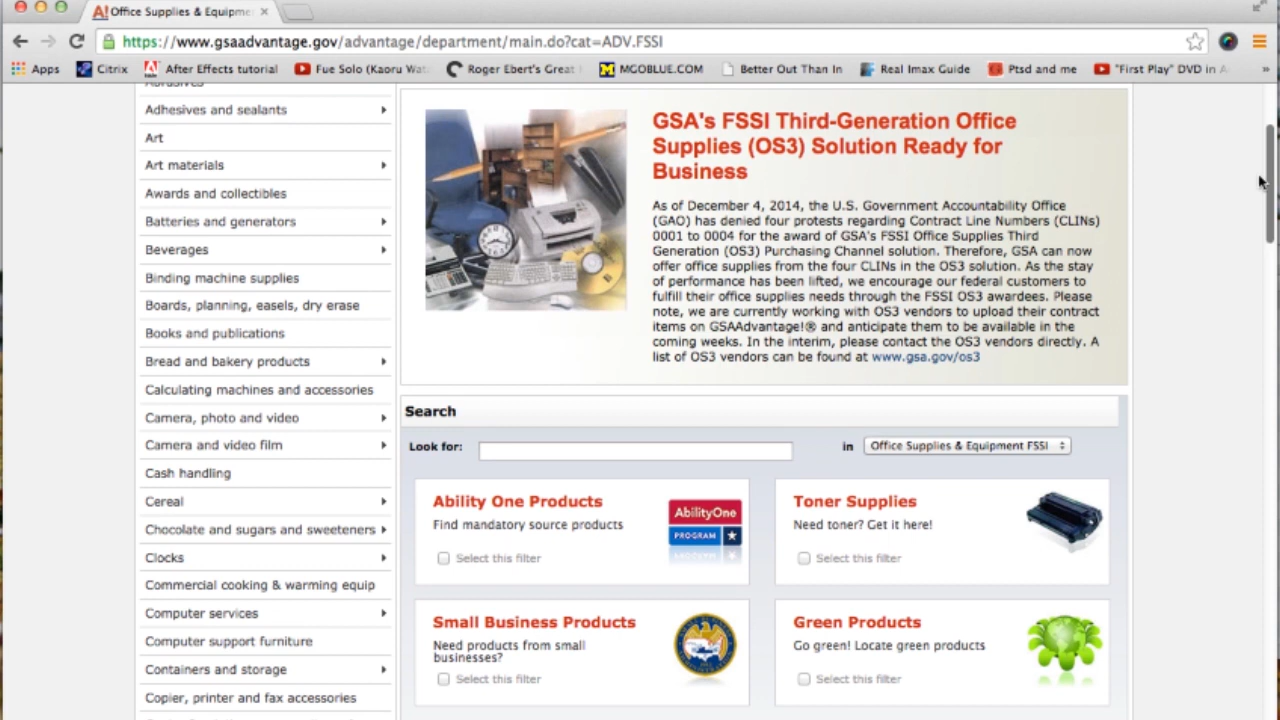 Office Supplies & Equipme
https://www.gsaadvantage.gov/advantage/department/main.do?cat=ADV.FSSI
Apps Citrix After Effects tutorial Fue Solo (Kaoru Wat Roger Ebert's Great MGOBLUE.COM Better Out Than In Real Imax Guide Ptsd and me "First Play" DVD in A »
Abrasives
Adhesives and sealants
Art
Art materials
Awards and collectibles
Batteries and generators
Beverages
Binding machine supplies
Boards, planning, easels, dry erase
Books and publications
Bread and bakery products
Calculating machines and accessories
Camera, photo and video
Camera and video film
Cash handling
Cereal
Chocolate and sugars and sweeteners
Clocks
Commercial cooking & warming equip
Computer services
Computer support furniture
Containers and storage
Copier, printer and fax accessories
GSA's FSSI Third-Generation Office
Supplies (OS3) Solution Ready for
Business
As of December 4, 2014, the U.S. Government Accountability Office
(GAO) has denied four protests regarding Contract Line Numbers (CLINs)
0001 to 0004 for the award of GSA's FSSI Office Supplies Third
Generation (OS3) Purchasing Channel solution. Therefore, GSA can now
offer office supplies from the four CLINs in the OS3 solution. As the stay
of performance has been lifted, we encourage our federal customers to
fulfill their office supplies needs through the FSSI OS3 awardees. Please
note, we are currently working with OS3 vendors to upload their contract
items on GSAAdvantage!® and anticipate them to be available in the
coming weeks. In the interim, please contact the OS3 vendors directly. A
list of OS3 vendors can be found at www.gsa.gov/os3
Search
Look for: in Office Supplies & Equipment FSSI
Ability One Products
Find mandatory source products
Select this filter
AbilityOne
PROGRAM
Toner Supplies
Need toner? Get it here!
Select this filter
Small Business Products
Need products from small
businesses?
Select this filter
Green Products
Go green! Locate green products
Select this filter